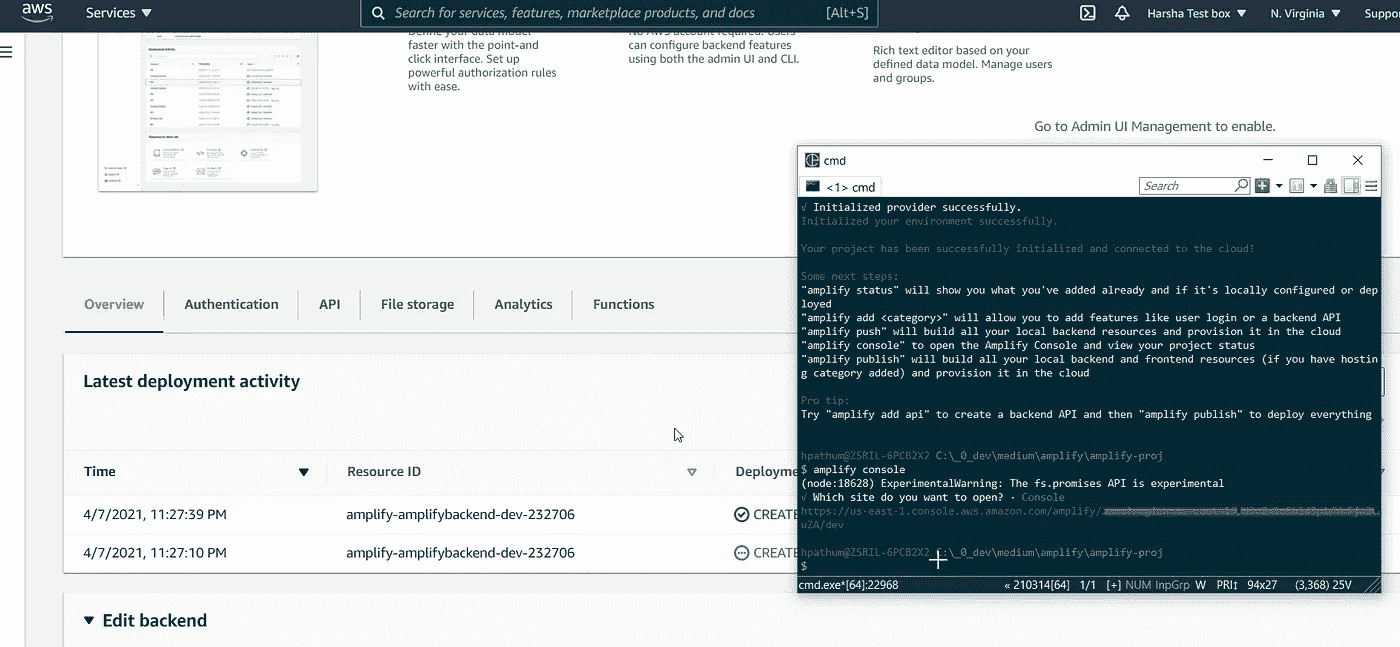 aws
Services
Search for services, features, marketplace products, and docs
[Alt+S]
Harsha Test box
N. Virginia
Suppo
Define your data model
faster with the point-and
click interface. Set up
powerful authorization rules
with ease.
No AWS account required. Users
can configure backend features
using both the admin UI and CLI.
Rich text editor based on your
defined data model. Manage users
and groups.
Go to Admin UI Management to enable.
Overview
Authentication
API
File storage
Analytics
Functions
Latest deployment activity
Time
Resource ID
Deployme
4/7/2021, 11:27:39 PM
amplify-amplifybackend-dev-232706
CREATE
4/7/2021, 11:27:10 PM
amplify-amplifybackend-dev-232706
CREATE
Edit backend
cmd
<1> cmd
Search
√ Initialized provider successfully.
Initialized your environment successfully.
Your project has been successfully initialized and connected to the cloud!
Some next steps:
"amplify status" will show you what you've added already and if it's locally configured or dep
loyed
"amplify add <category>" will allow you to add features like user login or a backend API
"amplify push" will build all your local backend resources and provision it in the cloud
"amplify console" to open the Amplify Console and view your project status
"amplify publish" will build all your local backend and frontend resources (if you have hostin
g category added) and provision it in the cloud
Pro tip:
Try "amplify add api" to create a backend API and then "amplify publish" to deploy everything
hpathum@ZSRIL-6PCB2X2 C:\_0_dev\medium\amplify\amplify-proj
$ amplify console
(node:18628) ExperimentalWarning: The fs.promises API is experimental
√ Which site do you want to open? · Console
https://us-east-1.console.aws.amazon.com/amplify/
uZA/dev
hpathum@ZSRIL-6PCB2X2 C:\_0_dev\medium\amplify\amplify-proj
$
cmd.exe*[64]:22968
« 210314[64]
1/1
[+] NUM InpGrp W PRI↕ 94x27
(3,368) 25V